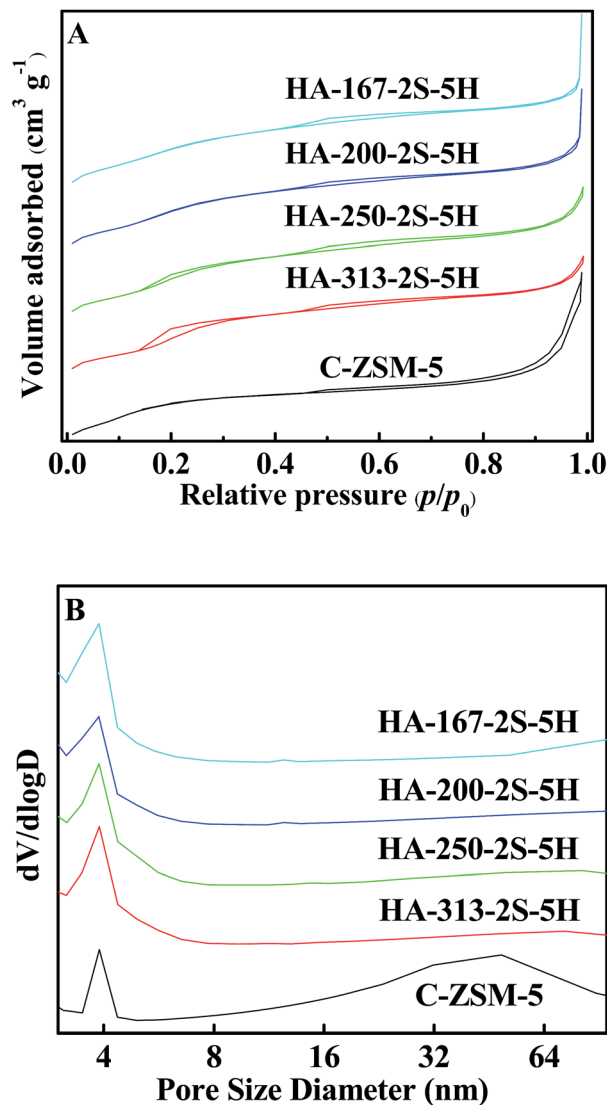 A
Volume adsorbed (cm³ g⁻¹)
HA-167-2S-5H
HA-200-2S-5H
HA-250-2S-5H
HA-313-2S-5H
C-ZSM-5
0.0 0.2 0.4 0.6 0.8 1.0
Relative pressure (p/p₀)
B
dV/dlogD
HA-167-2S-5H
HA-200-2S-5H
HA-250-2S-5H
HA-313-2S-5H
C-ZSM-5
4 8 16 32 64
Pore Size Diameter (nm)